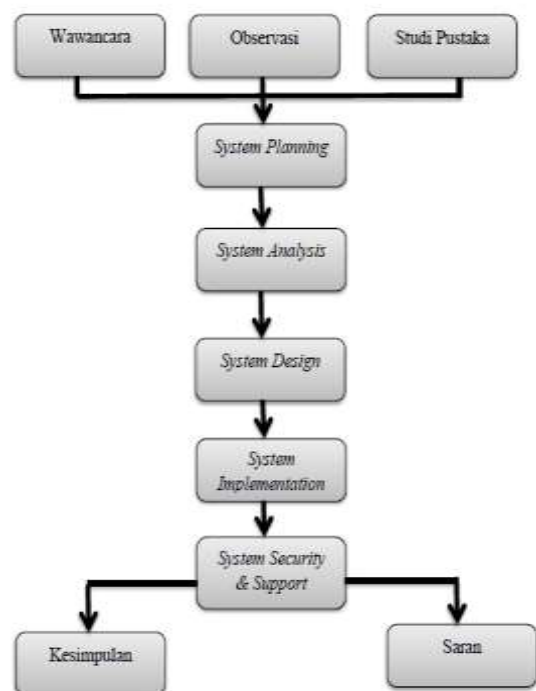 Wawancara
Observasi
Studi Pustaka
System Planning
System Analysis
System Design
System
Implementation
System Security
& Support
Kesimpulan
Saran